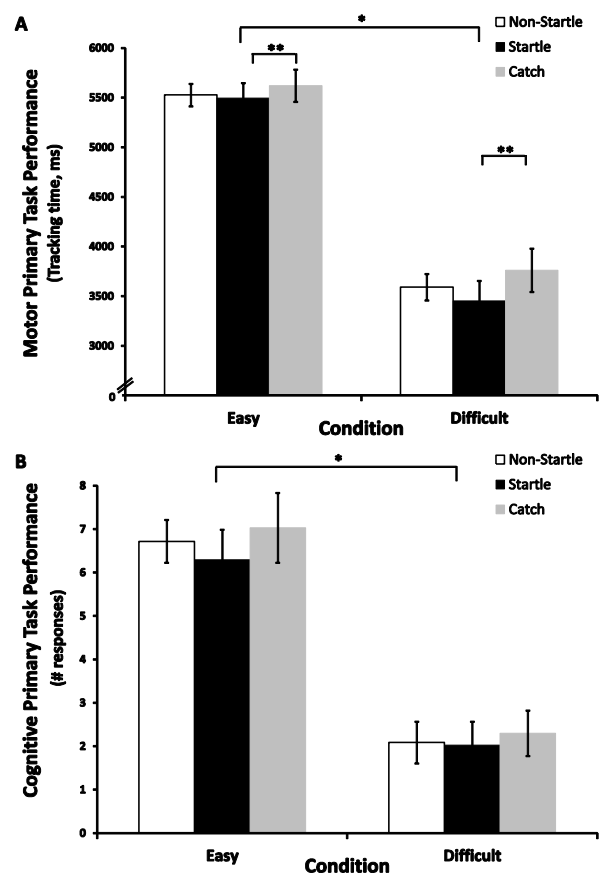 A
*
Non-Startle
Startle
Catch
**
**
Motor Primary Task Performance
(Tracking time, ms)
6000
5500
5000
4500
4000
3500
3000
0
Easy
Difficult
Condition
B
*
Non-Startle
Startle
Catch
Cognitive Primary Task Performance
(# responses)
8
7
6
5
4
3
2
1
0
Easy
Difficult
Condition